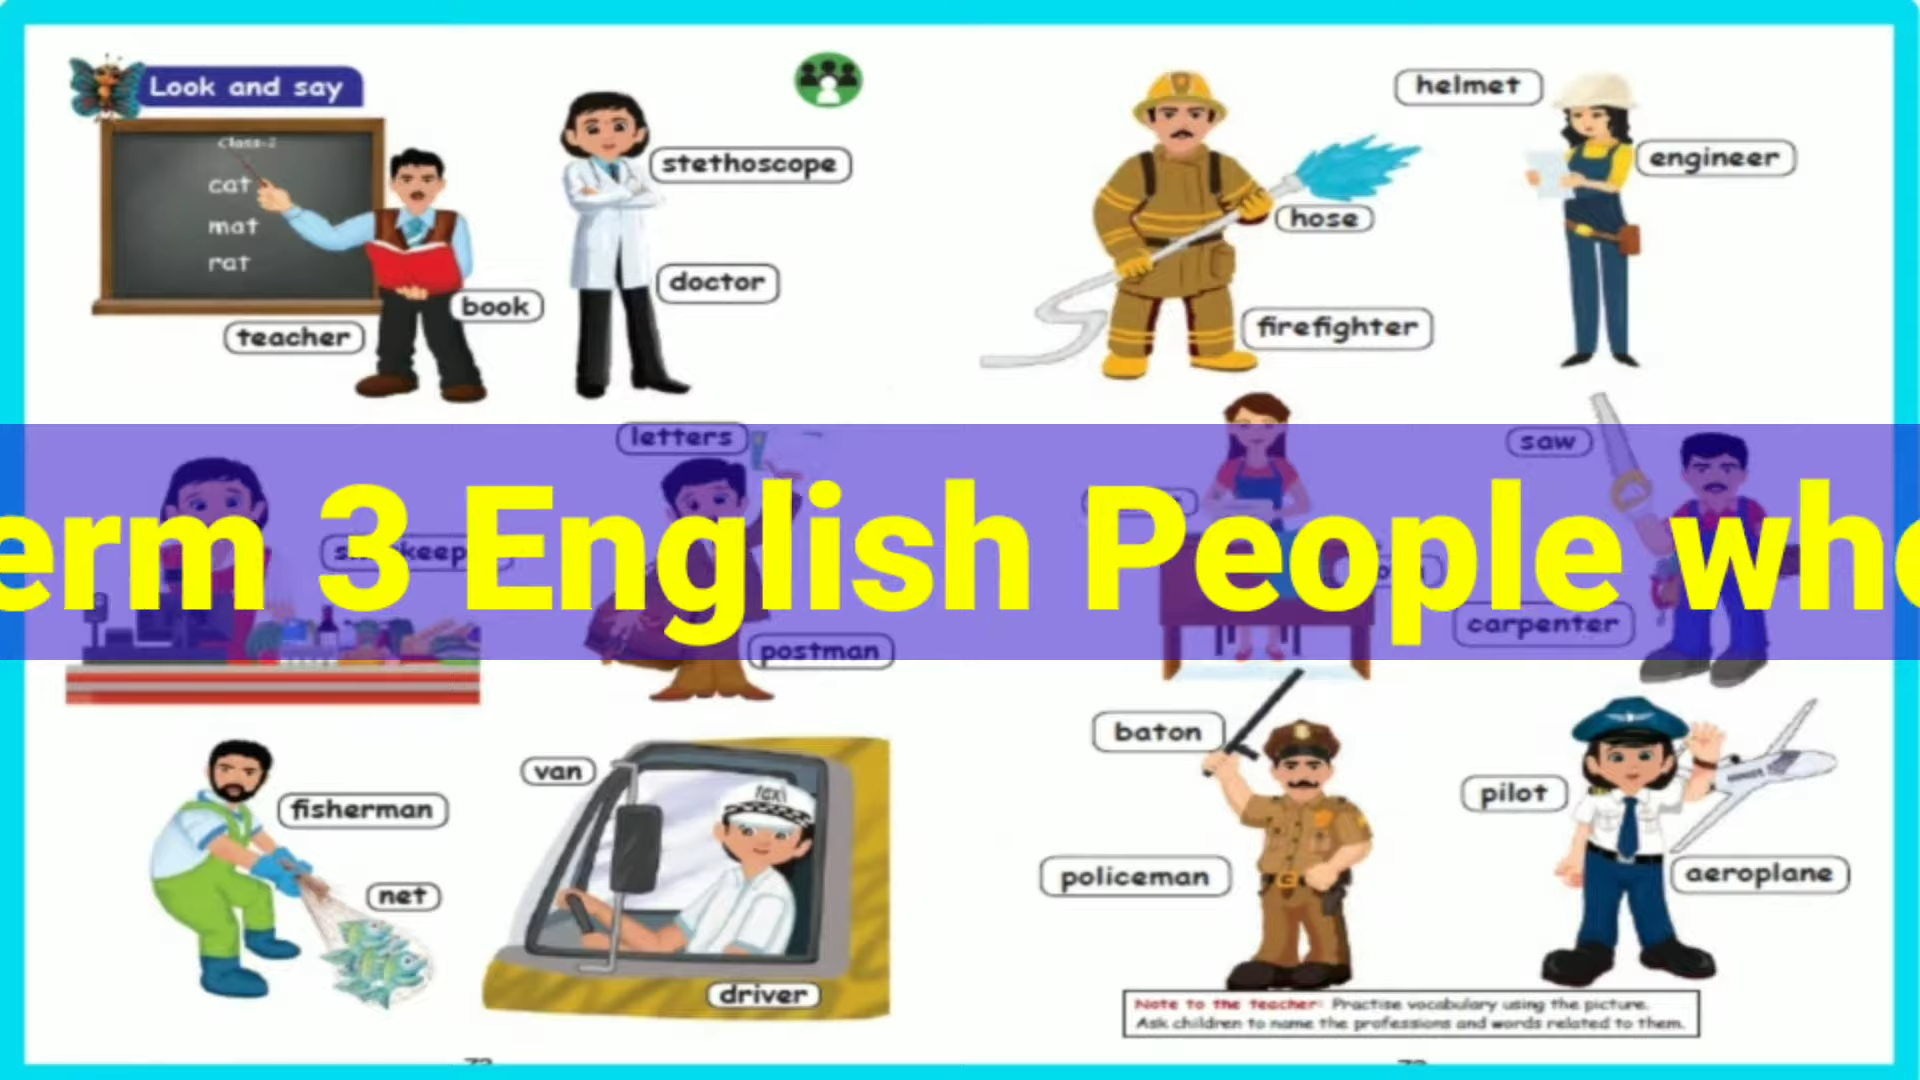 Look and say
Class-2
cat
mat
rat
teacher
book
stethoscope
doctor
hose
firefighter
helmet
engineer
letters
postman
saw
carpenter
erm 3 English People who
fisherman
net
van
taxi
driver
baton
policeman
pilot
aeroplane
Note to the teacher: Practise vocabulary using the picture.
Ask children to name the professions and words related to them.